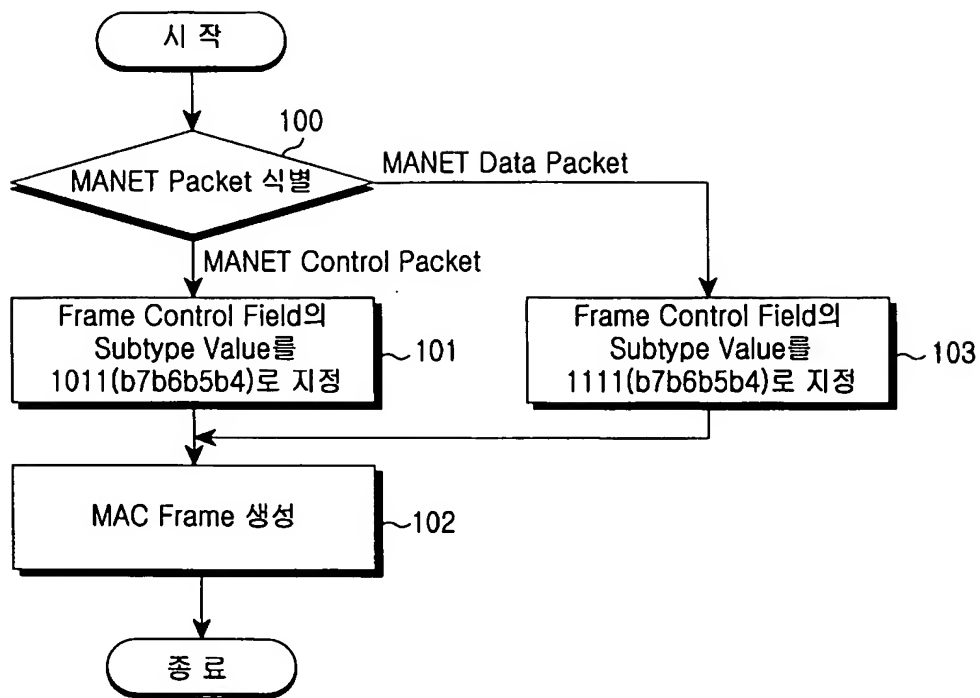 시 작
100
MANET Packet 식별
MANET Data Packet
MANET Control Packet
Frame Control Field의
Subtype Value를
1011(b7b6b5b4)로 지정
101
Frame Control Field의
Subtype Value를
1111(b7b6b5b4)로 지정
103
MAC Frame 생성
102
종 료